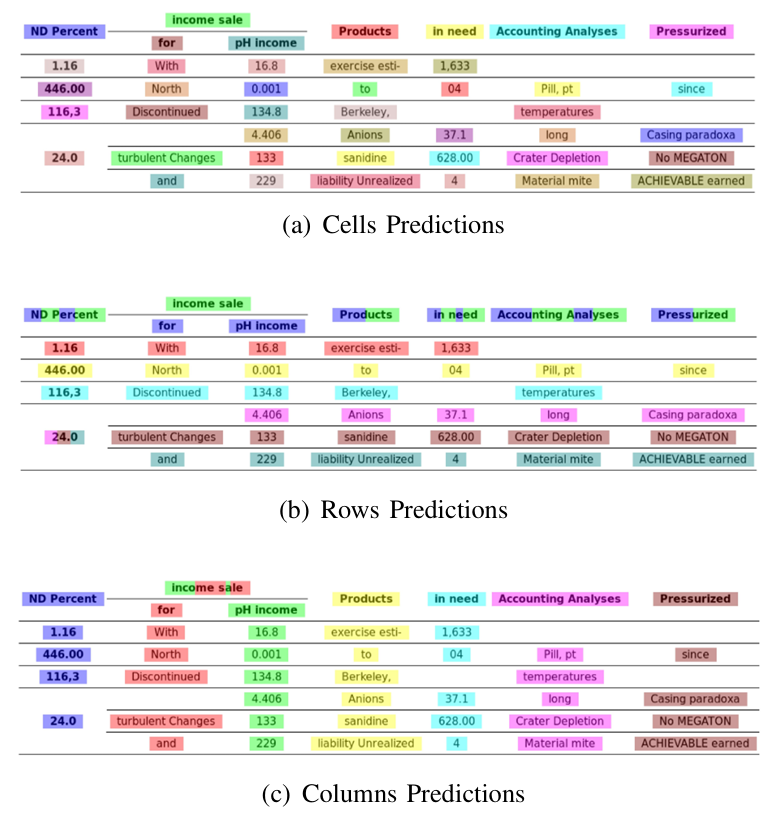 income sale
ND Percent for pH income Products in need Accounting Analyses Pressurized
1.16 With 16.8 exercise esti- 1,633
446.00 North 0.001 to 04 Pill, pt since
116,3 Discontinued 134.8 Berkeley, temperatures
4.406 Anions 37.1 long Casing paradoxa
24.0 turbulent Changes 133 sanidine 628.00 Crater Depletion No MEGATON
and 229 liability Unrealized 4 Material mite ACHIEVABLE earned
(a) Cells Predictions
income sale
ND Percent for pH income Products in need Accounting Analyses Pressurized
1.16 With 16.8 exercise esti- 1,633
446.00 North 0.001 to 04 Pill, pt since
116,3 Discontinued 134.8 Berkeley, temperatures
4.406 Anions 37.1 long Casing paradoxa
24.0 turbulent Changes 133 sanidine 628.00 Crater Depletion No MEGATON
and 229 liability Unrealized 4 Material mite ACHIEVABLE earned
(b) Rows Predictions
income sale
ND Percent for pH income Products in need Accounting Analyses Pressurized
1.16 With 16.8 exercise esti- 1,633
446.00 North 0.001 to 04 Pill, pt since
116,3 Discontinued 134.8 Berkeley, temperatures
4.406 Anions 37.1 long Casing paradoxa
24.0 turbulent Changes 133 sanidine 628.00 Crater Depletion No MEGATON
and 229 liability Unrealized 4 Material mite ACHIEVABLE earned
(c) Columns Predictions